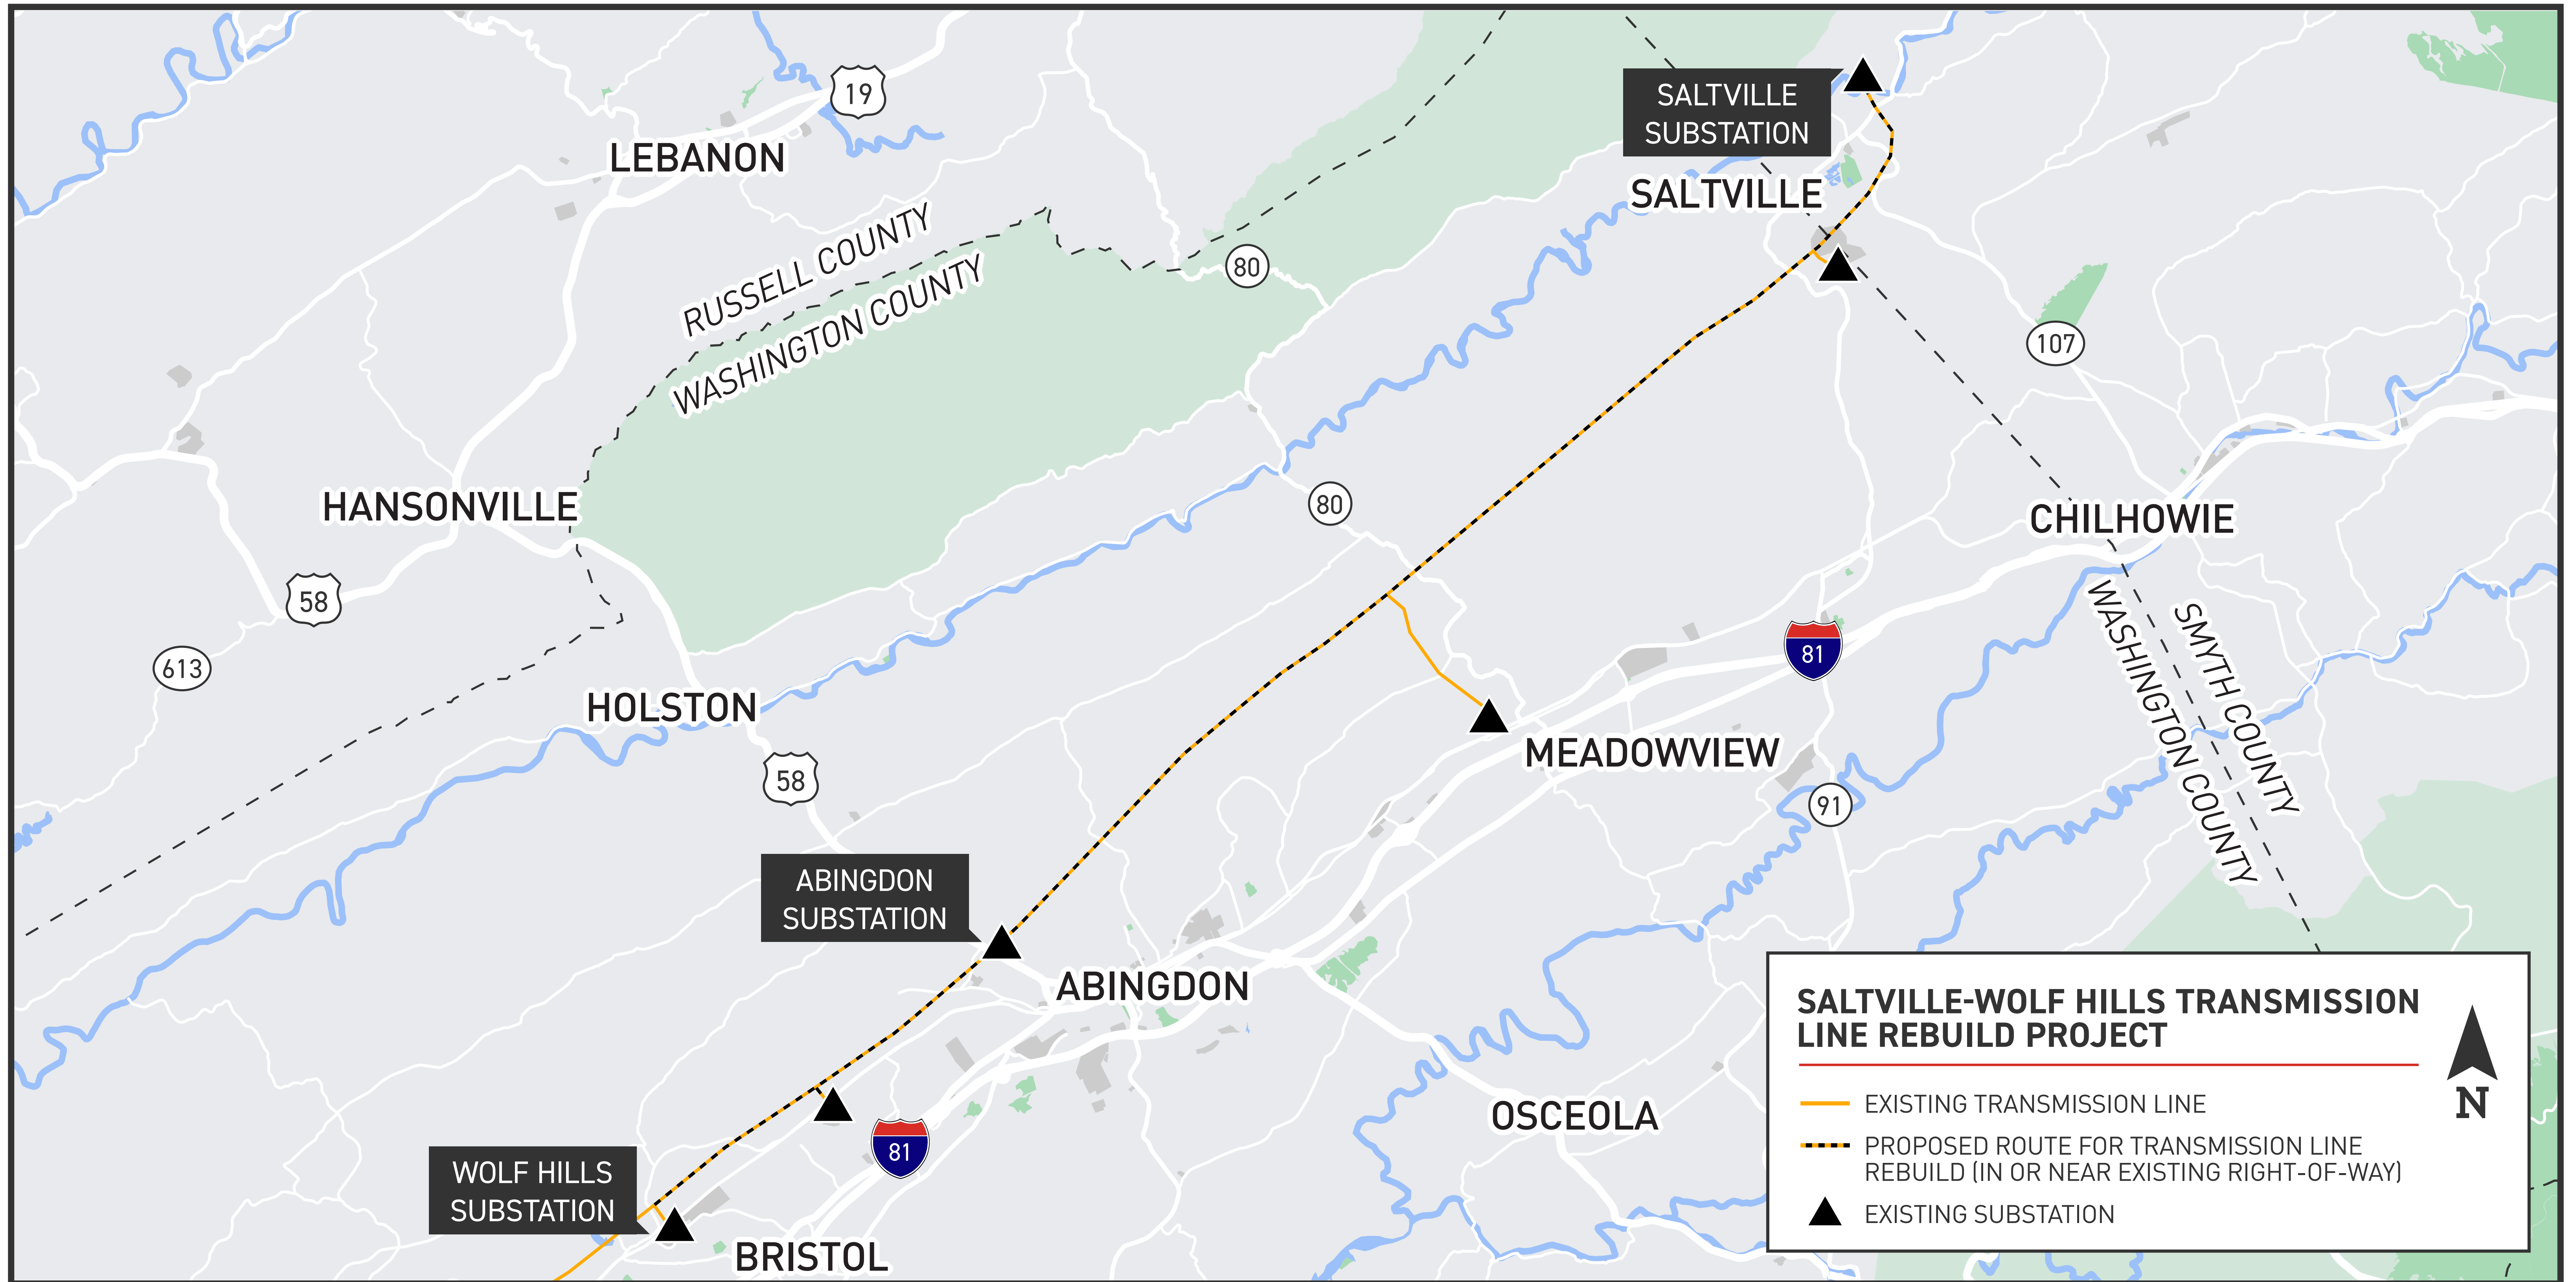 19
SALTVILLE
SUBSTATION
LEBANON
SALTVILLE
RUSSELL COUNTY
WASHINGTON COUNTY
80
107
HANSONVILLE
80
CHILHOWIE
58
613
81
WASHINGTON COUNTY
SMYTH COUNTY
HOLSTON
MEADOWVIEW
58
91
ABINGDON
SUBSTATION
ABINGDON
OSCEOLA
81
WOLF HILLS
SUBSTATION
BRISTOL
SALTVILLE-WOLF HILLS TRANSMISSION
LINE REBUILD PROJECT
N
EXISTING TRANSMISSION LINE
PROPOSED ROUTE FOR TRANSMISSION LINE
REBUILD (IN OR NEAR EXISTING RIGHT-OF-WAY)
EXISTING SUBSTATION